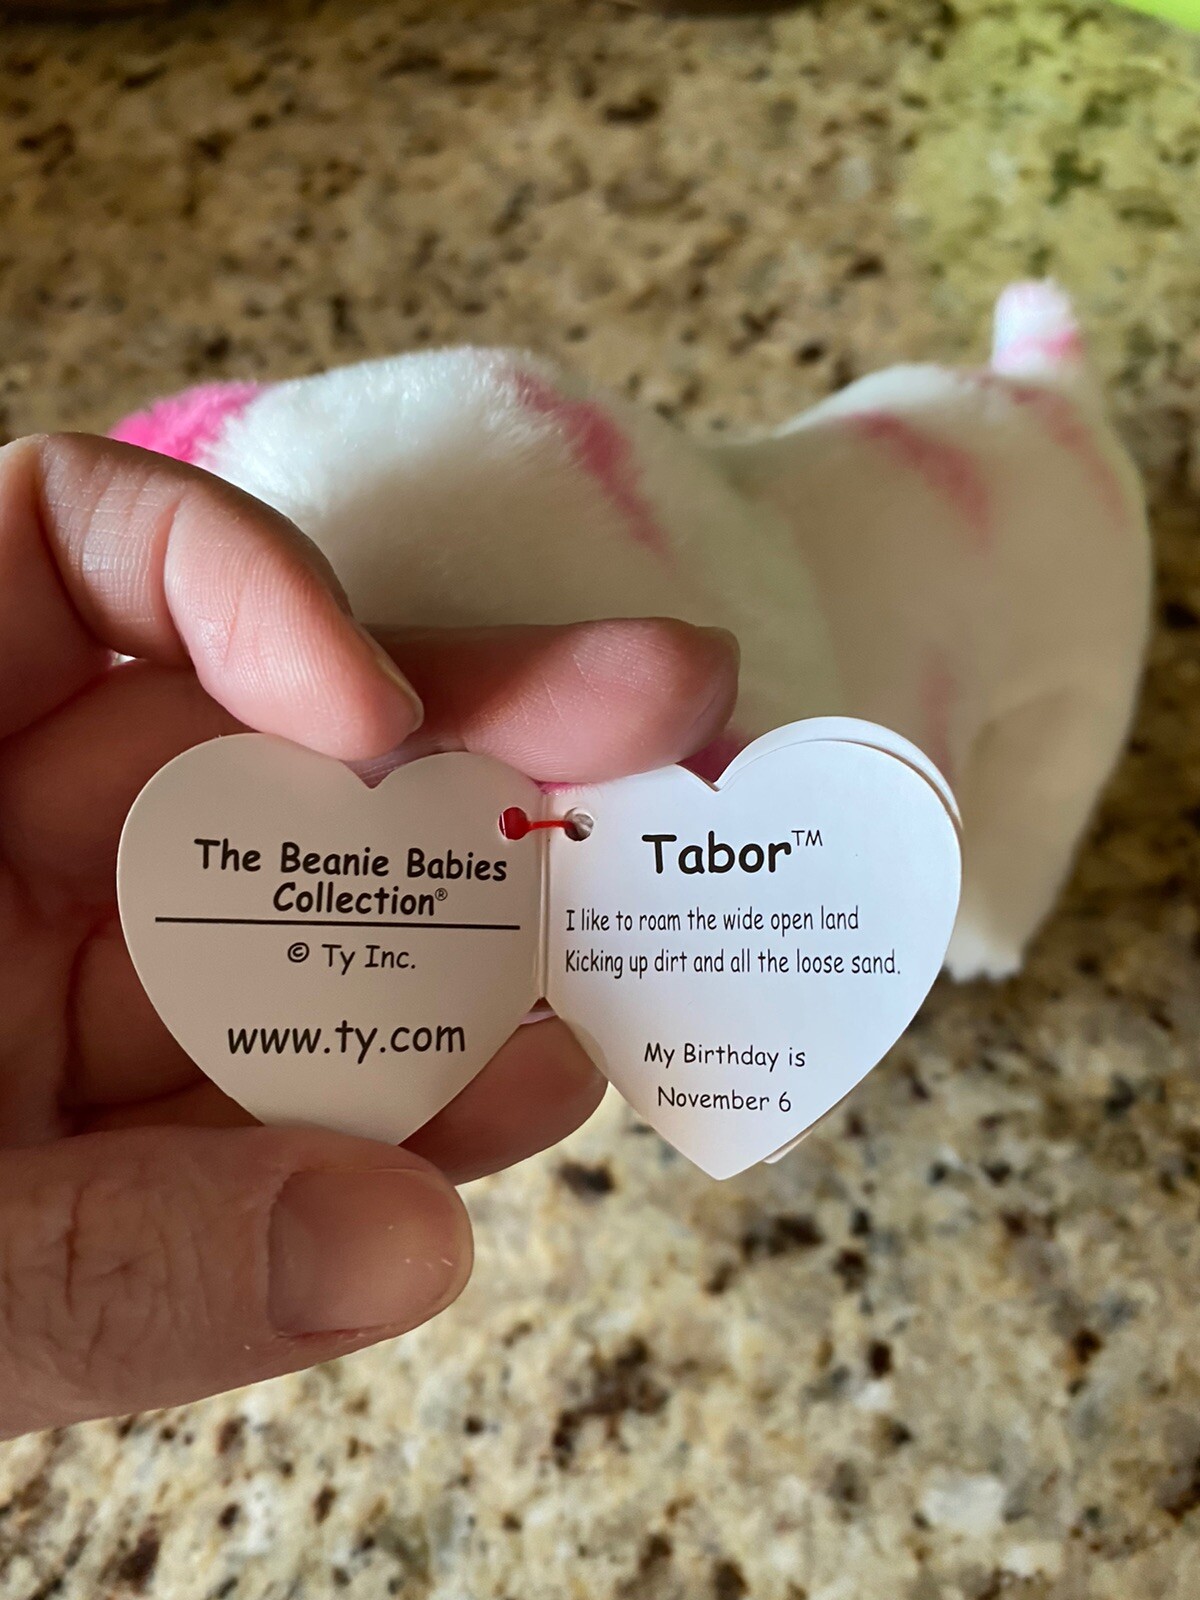 The Beanie Babies
Collection®
© Ty Inc.
www.ty.com
Tabor™
I like to roam the wide open land
Kicking up dirt and all the loose sand.
My Birthday is
November 6